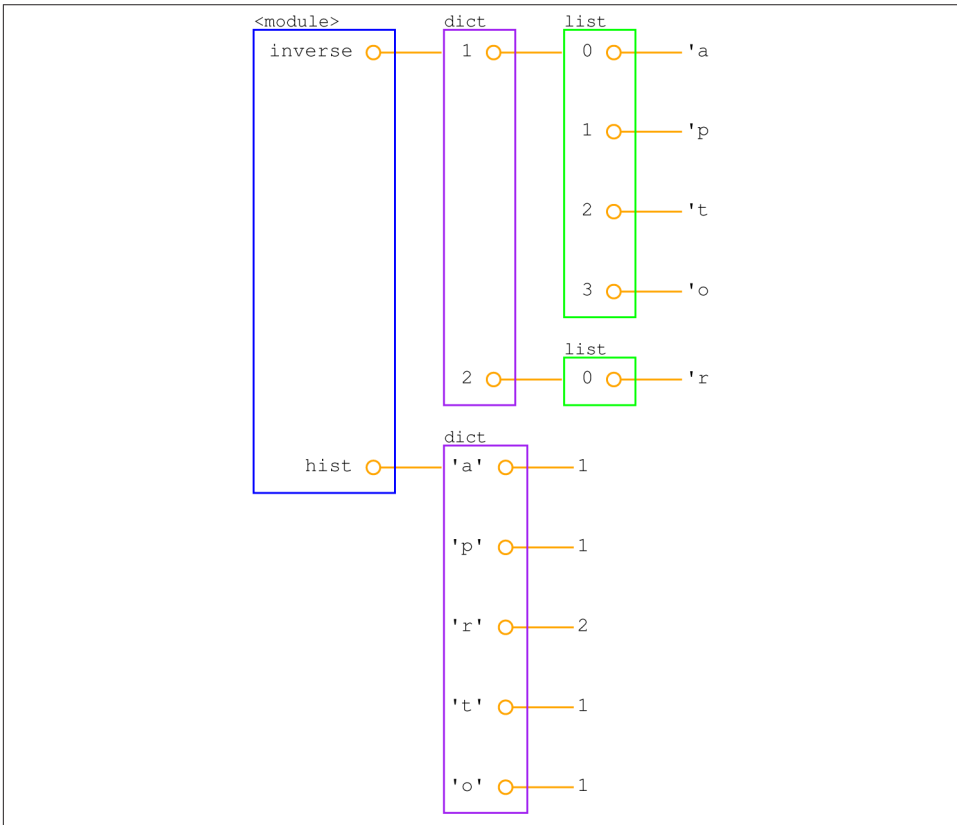 <module> dict list
inverse 1 0 'a
1 'p
2 't
3 'o
list
2 0 'r
dict
hist 'a' 1
'p' 1
'r' 2
't' 1
'o' 1